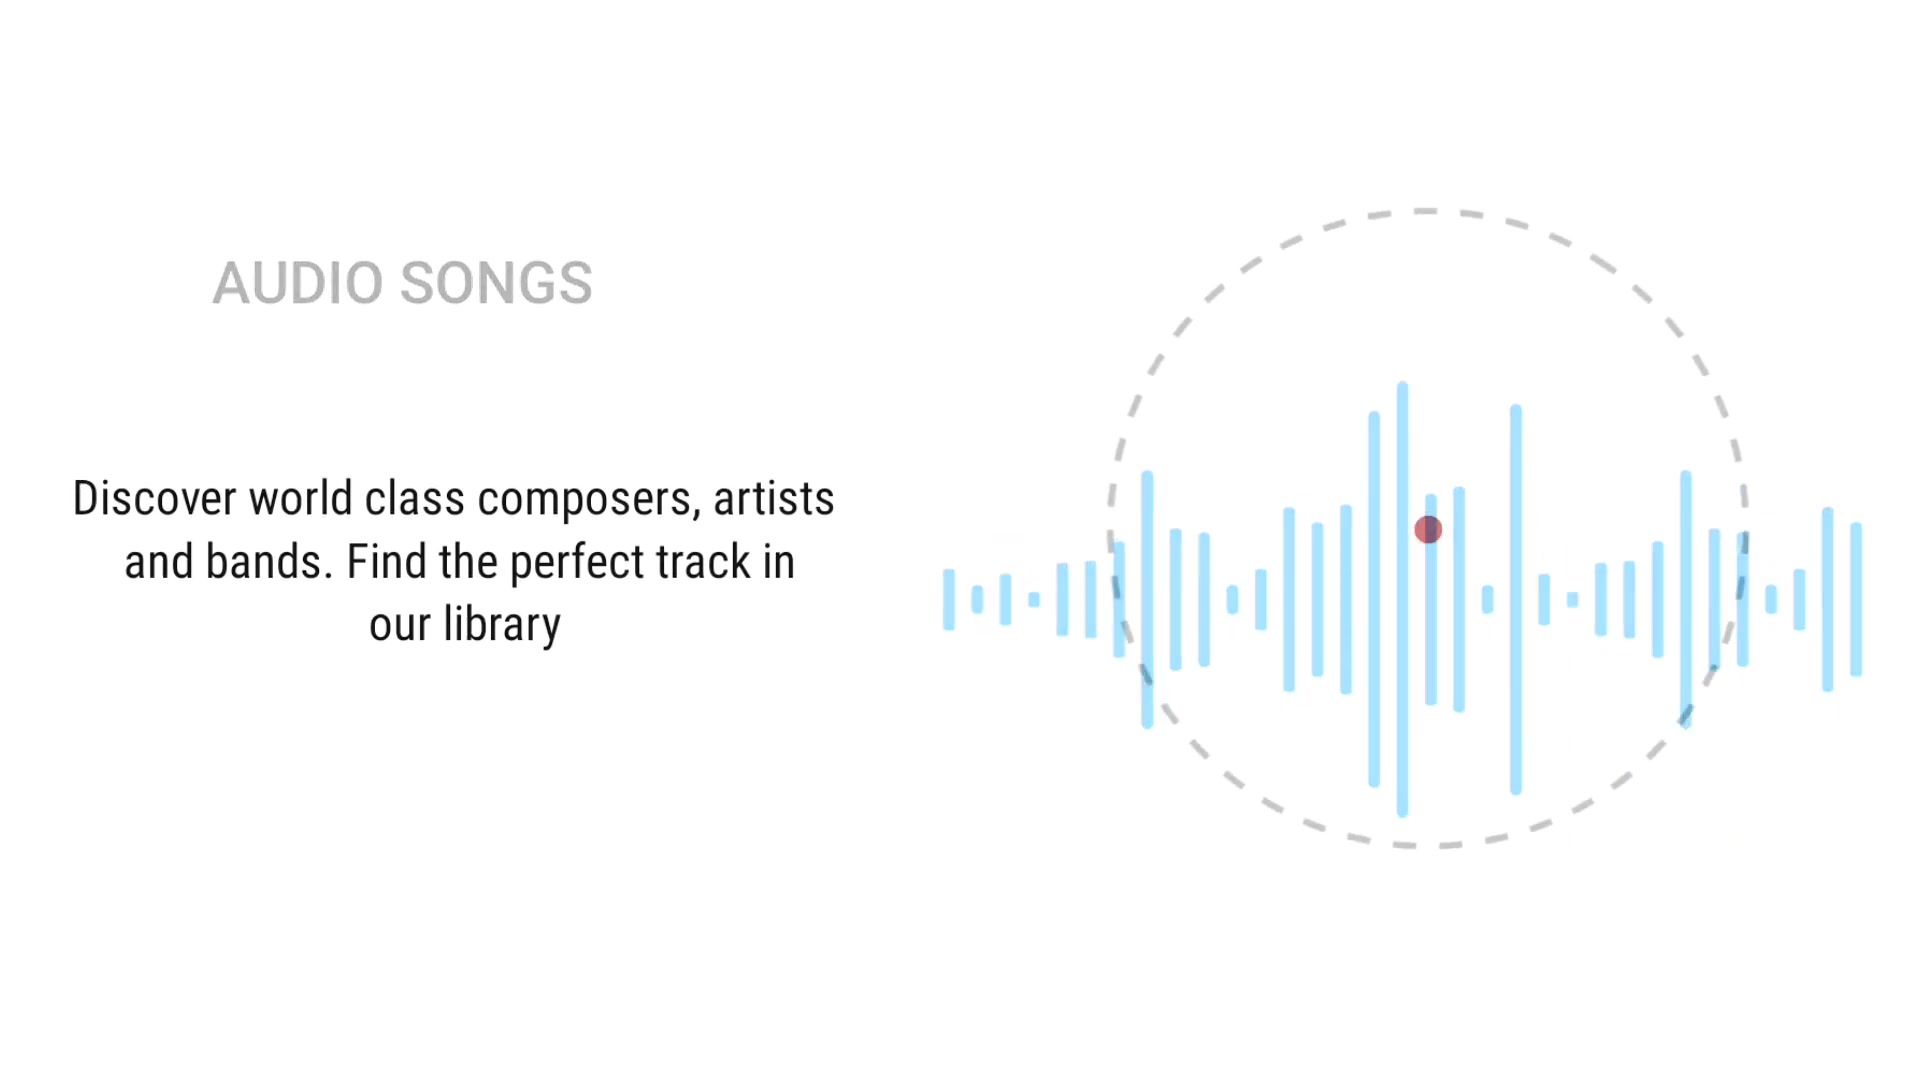 AUDIO SONGS
Discover world class composers, artists
and bands. Find the perfect track in
our library